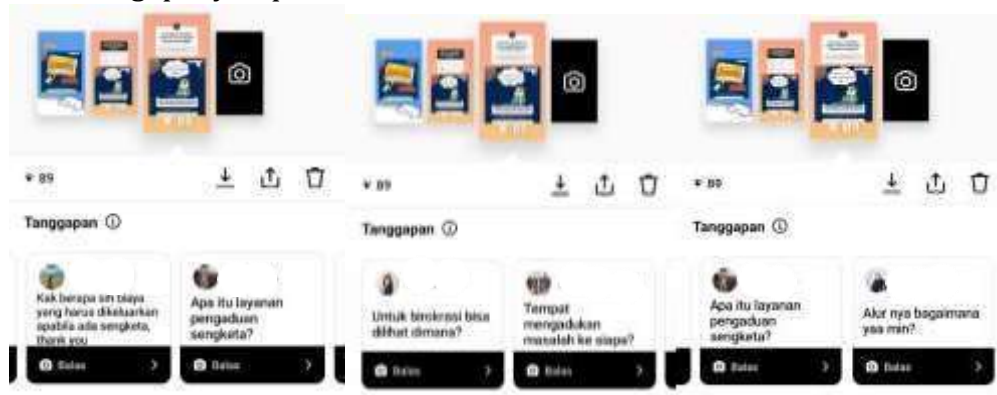 89
Tanggapan
Kak berapa sm biaya
yang harus dikeluarkan
apabila ada sengketa,
thank you
Balas
Apa itu layanan
pengaduan
sengketa?
Balas
89
Tanggapan
Untuk birokrasi bisa
dilihat dimana?
Balas
Tempat
mengadukan
masalah ke siapa?
Balas
89
Tanggapan
Apa itu layanan
pengaduan
sengketa?
Balas
Alur nya bagaimana
yaa min?
Balas